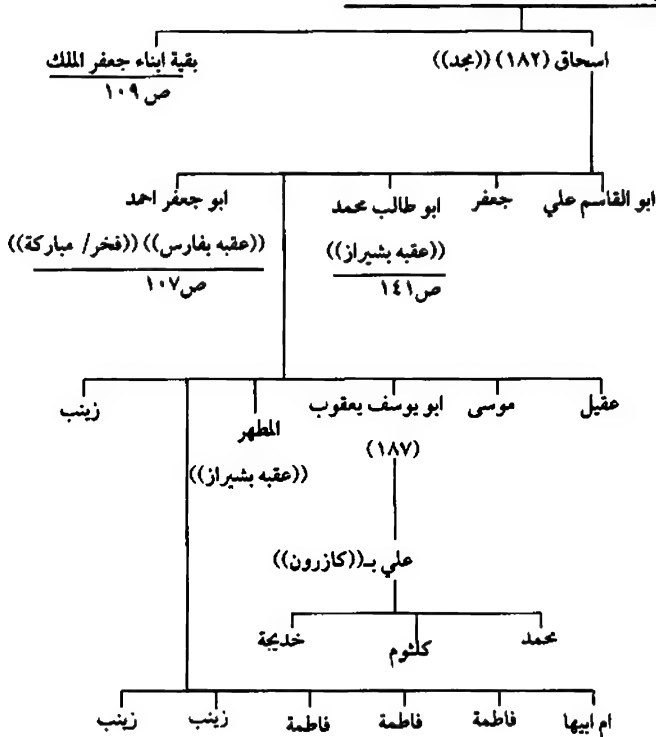 اسحاق (١٨٢) ((مجد)) بقية ابناء جعفر الملك
ص ١٠٩
ابو القاسم علي جعفر ابو طالب محمد ابو جعفر احمد
((عقبه بشيراز)) ((عقبه بفارس)) ((فخر/ مباركة))
ص١٤١ ص١٠٧
عقيل موسى ابو يوسف يعقوب المطهر زينب
(١٨٧) ((عقبه بشيراز))
علي بـ((كازرون))
محمد كلثوم خديجة
ام ابيها فاطمة فاطمة فاطمة زينب زينب